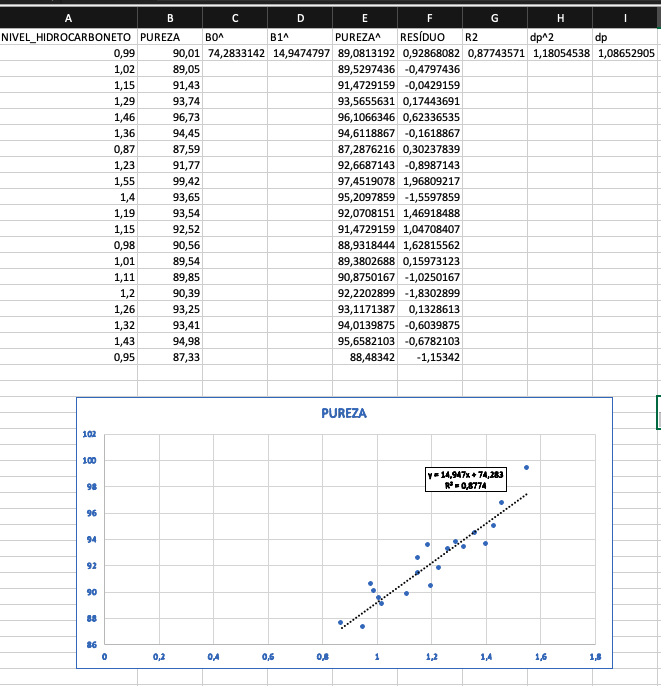 A B C D E F G H I
NIVEL_HIDROCARBONETO PUREZA B0^ B1^ PUREZA^ RESÍDUO R2 dp^2 dp
0,99 90,01 74,2833142 14,9474797 89,0813192 0,92868082 0,87743571 1,18054538 1,08652905
1,02 89,05 89,5297436 -0,4797436
1,15 91,43 91,4729159 -0,0429159
1,29 93,74 93,5655631 0,17443691
1,46 96,73 96,1066346 0,62336535
1,36 94,45 94,6118867 -0,1618867
0,87 87,59 87,2876216 0,30237839
1,23 91,77 92,6687143 -0,8987143
1,55 99,42 97,4519078 1,96809217
1,4 93,65 95,2097859 -1,5597859
1,19 93,54 92,0708151 1,46918488
1,15 92,52 91,4729159 1,04708407
0,98 90,56 88,9318444 1,62815562
1,01 89,54 89,3802688 0,15973123
1,11 89,85 90,8750167 -1,0250167
1,2 90,39 92,2202899 -1,8302899
1,26 93,25 93,1171387 0,1328613
1,32 93,41 94,0139875 -0,6039875
1,43 94,98 95,6582103 -0,6782103
0,95 87,33 88,48342 -1,15342
PUREZA
102
100
98
96
94
92
90
88
86
y = 14,947x + 74,283
R² = 0,8774
0 0,2 0,4 0,6 0,8 1 1,2 1,4 1,6 1,8